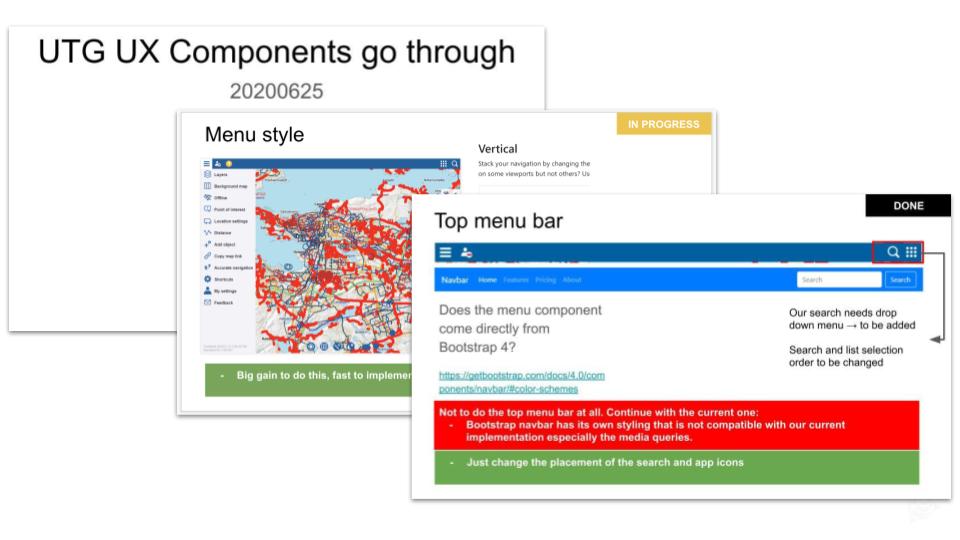 UTG UX Components go through
20200625
Menu style
IN PROGRESS
Vertical
Stack your navigation by changing the
on some viewports but not others? Us
Layers
Background map
Offline
Point of interest
Location settings
Distance
Add object
Copy map link
Accurate navigation
Shortcuts
My settings
Feedback
- Big gain to do this, fast to implemen
DONE
Top menu bar
Navbar Home Features Pricing About
Search Search
Does the menu component
come directly from
Bootstrap 4?
https://getbootstrap.com/docs/4.0/com
ponents/navbar/#color-schemes
Our search needs drop
down menu → to be added
Search and list selection
order to be changed
Not to do the top menu bar at all. Continue with the current one:
- Bootstrap navbar has its own styling that is not compatible with our current
implementation especially the media queries.
- Just change the placement of the search and app icons